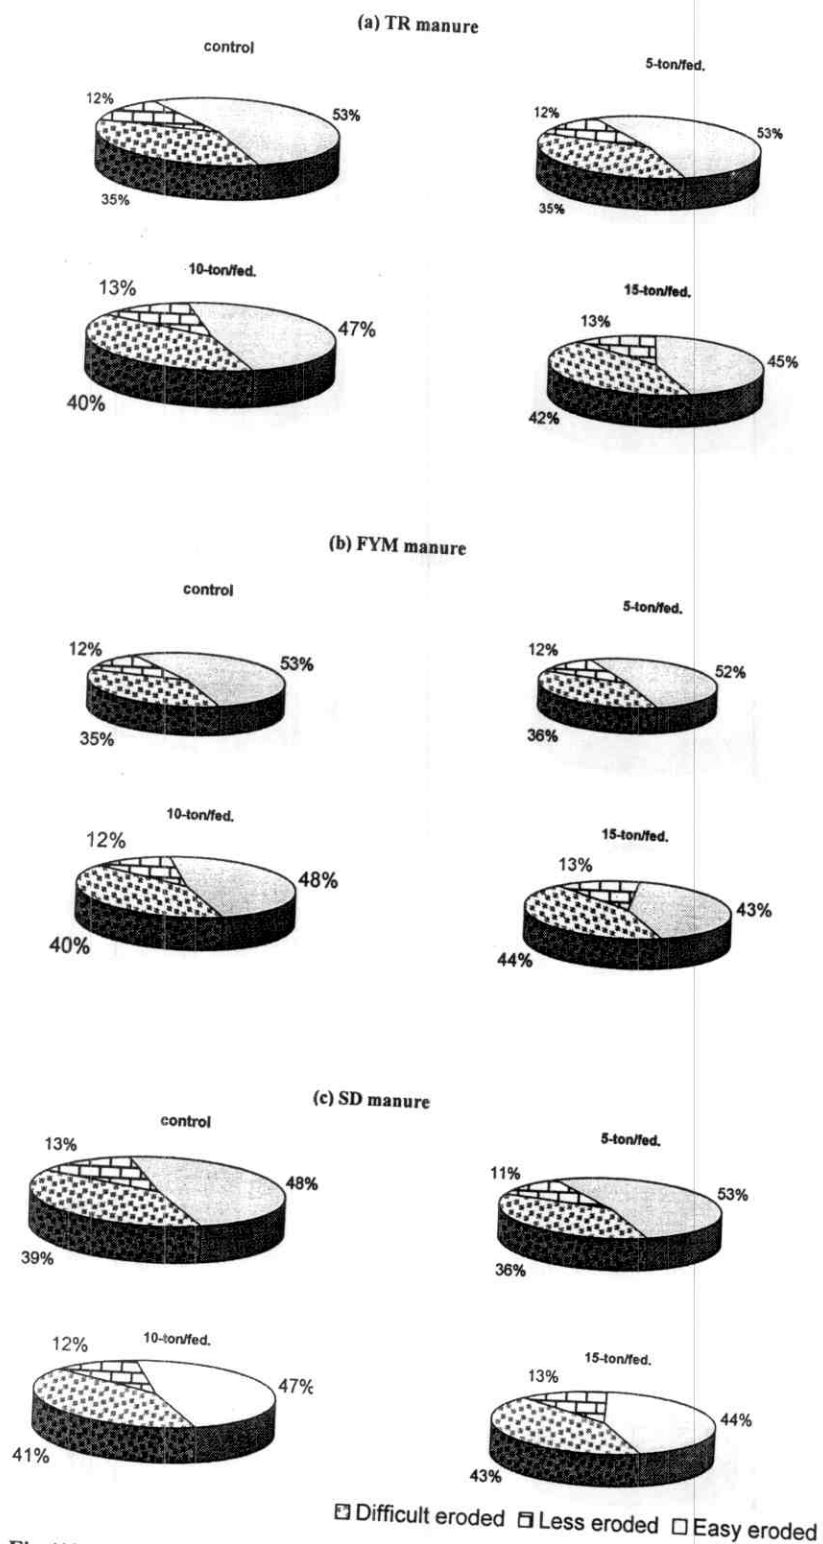 (a) TR manure
control
12%
53%
35%
5-ton/fed.
12%
53%
35%
10-ton/fed.
13%
47%
40%
15-ton/fed.
13%
45%
42%
(b) FYM manure
control
12%
53%
35%
5-ton/fed.
12%
52%
36%
10-ton/fed.
12%
48%
40%
15-ton/fed.
13%
43%
44%
(c) SD manure
control
13%
48%
39%
5-ton/fed.
11%
53%
36%
10-ton/fed.
12%
47%
41%
15-ton/fed.
13%
44%
43%
Difficult eroded Less eroded Easy eroded